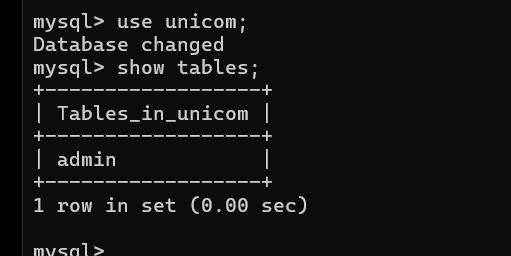 mysql> use unicom;
Database changed
mysql> show tables;
+------------------+
| Tables_in_unicom |
+------------------+
| admin            |
+------------------+
1 row in set (0.00 sec)
mysql>